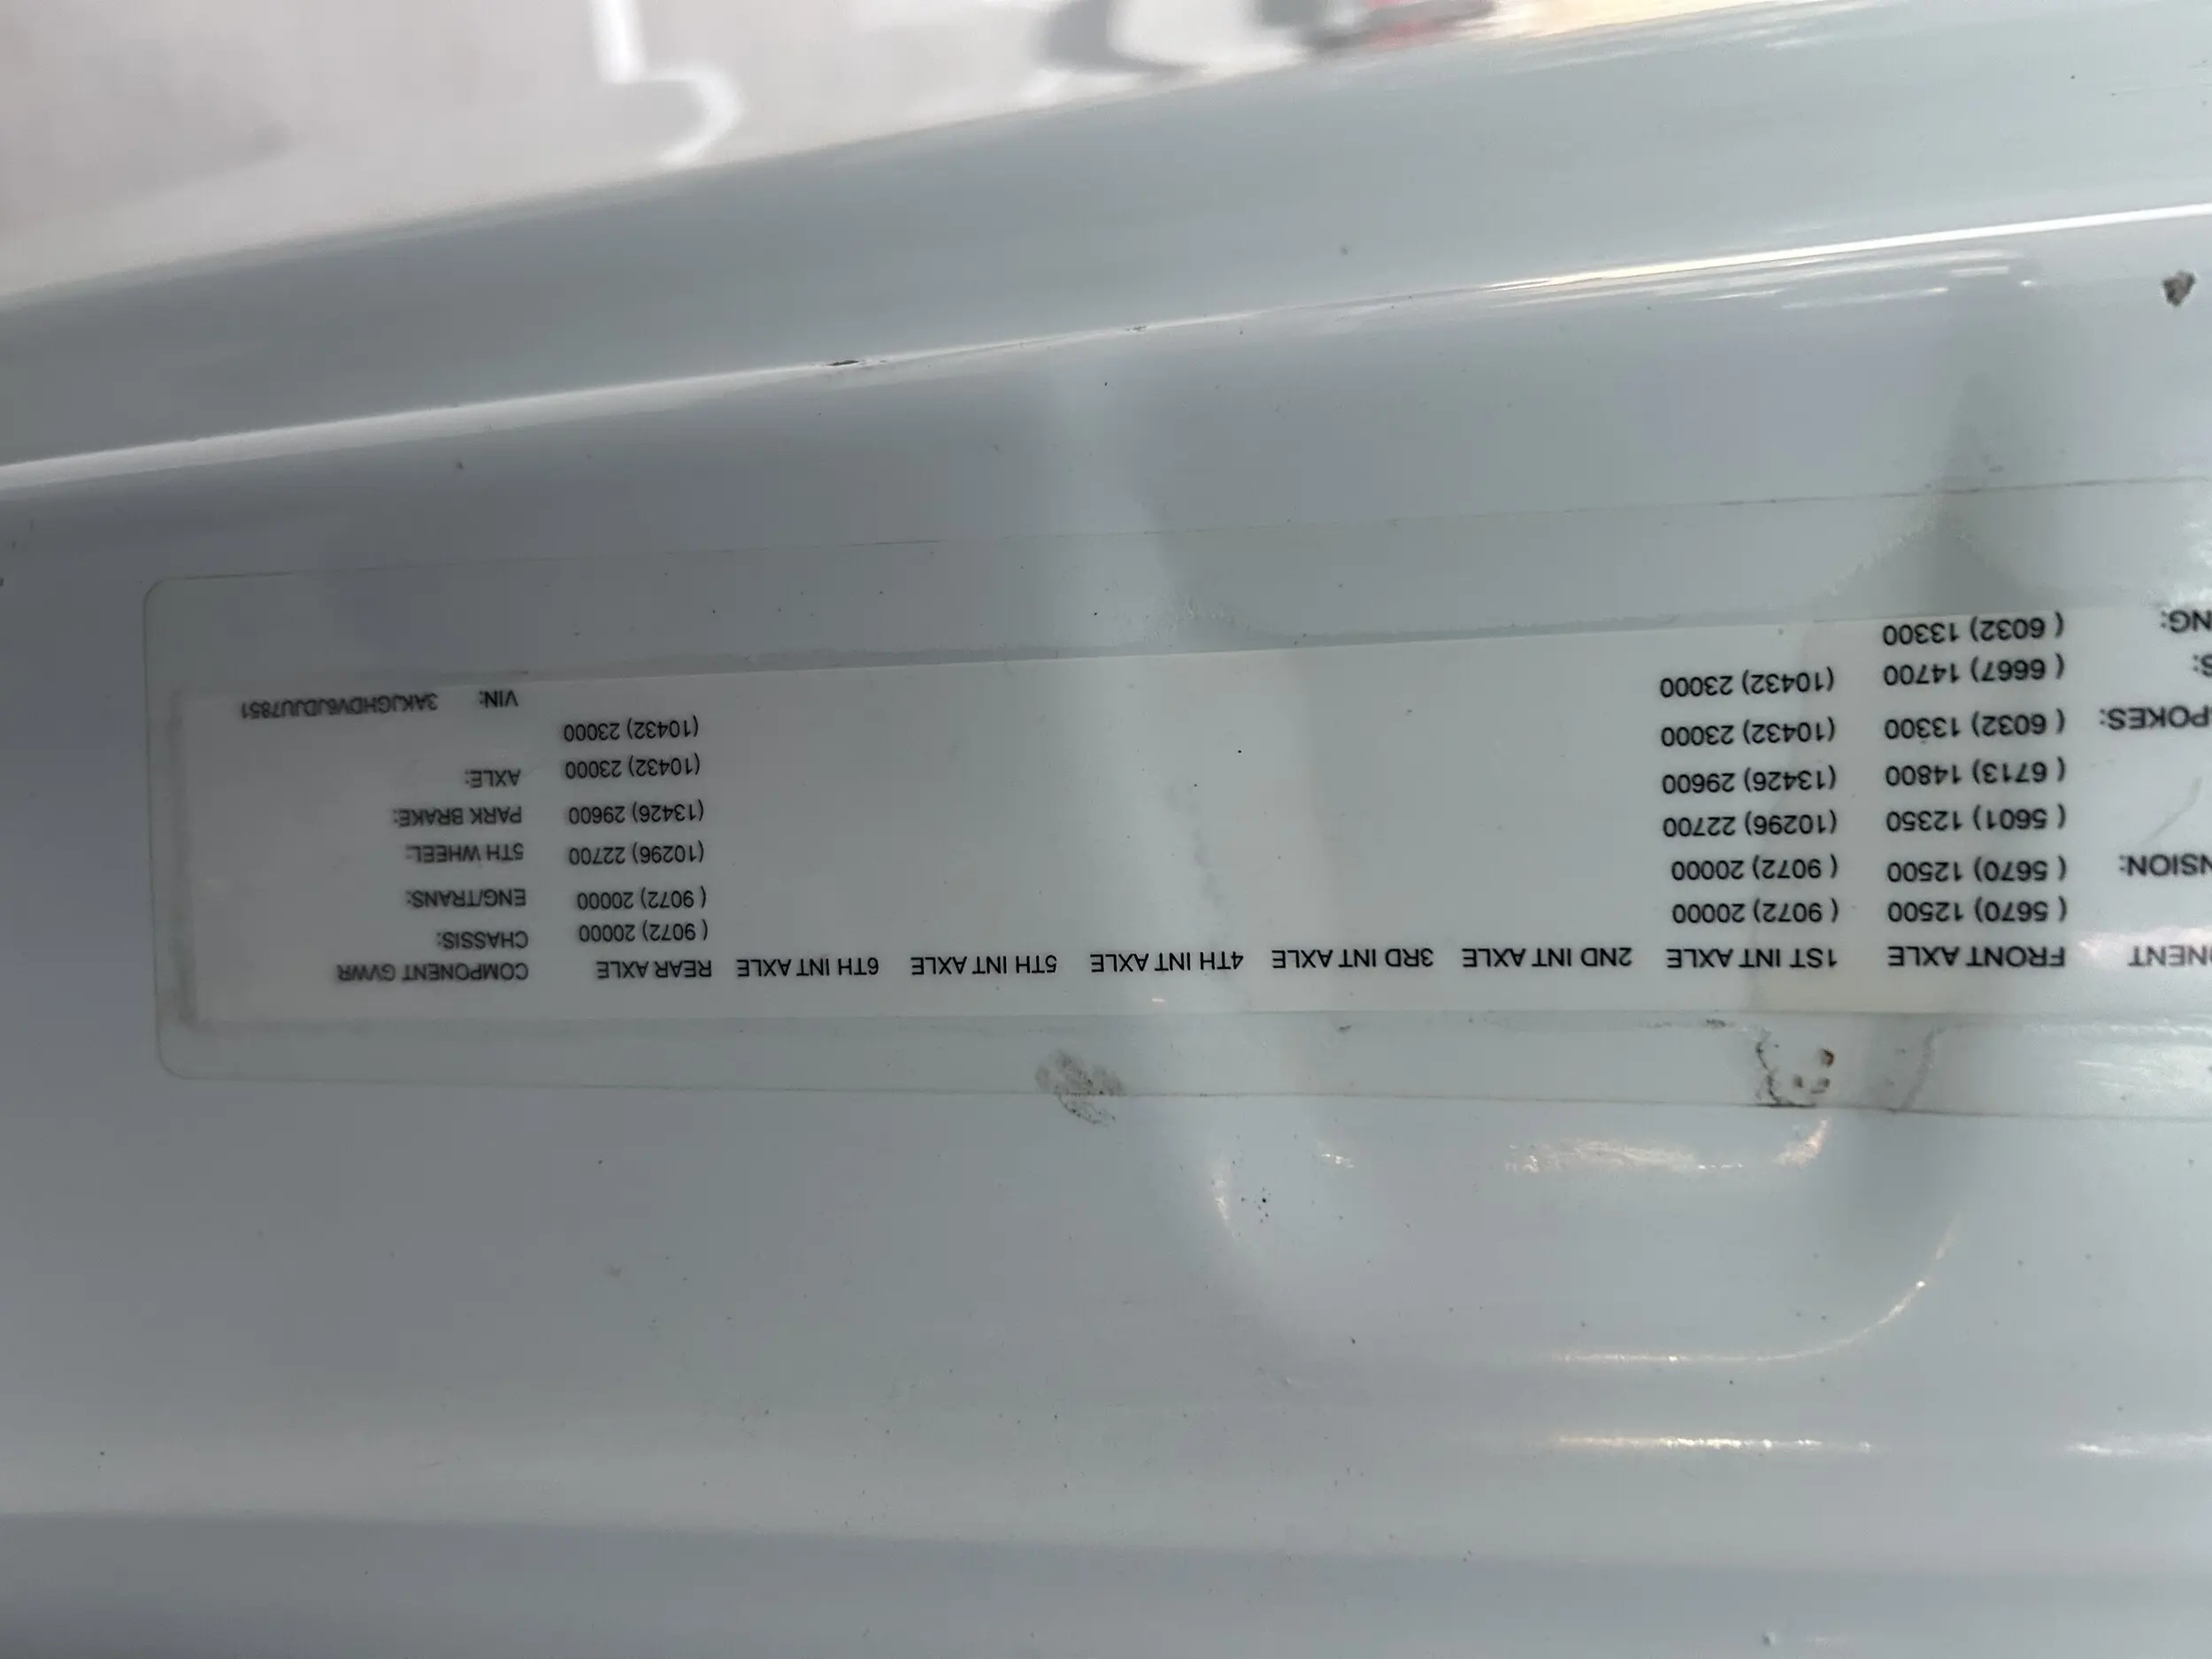 ONENT FRONT AXLE 1ST INT AXLE 2ND INT AXLE 3RD INT AXLE 4TH INT AXLE 5TH INT AXLE 6TH INT AXLE REAR AXLE COMPONENT GVWR
( 5670) 12500 ( 9072) 20000 ( 9072) 20000 CHASSIS:
NSION: ( 5670) 12500 ( 9072) 20000 ( 9072) 20000 ENG/TRANS:
( 5601) 12350 (10296) 22700 (10296) 22700 5TH WHEEL:
( 6713) 14800 (13426) 29600 (13426) 29600 PARK BRAKE:
POKES: ( 6032) 13300 (10432) 23000 (10432) 23000 AXLE:
S: ( 6667) 14700 (10432) 23000 (10432) 23000
NG: ( 6032) 13300 VIN: 3AKJGHDV6JDJU7851